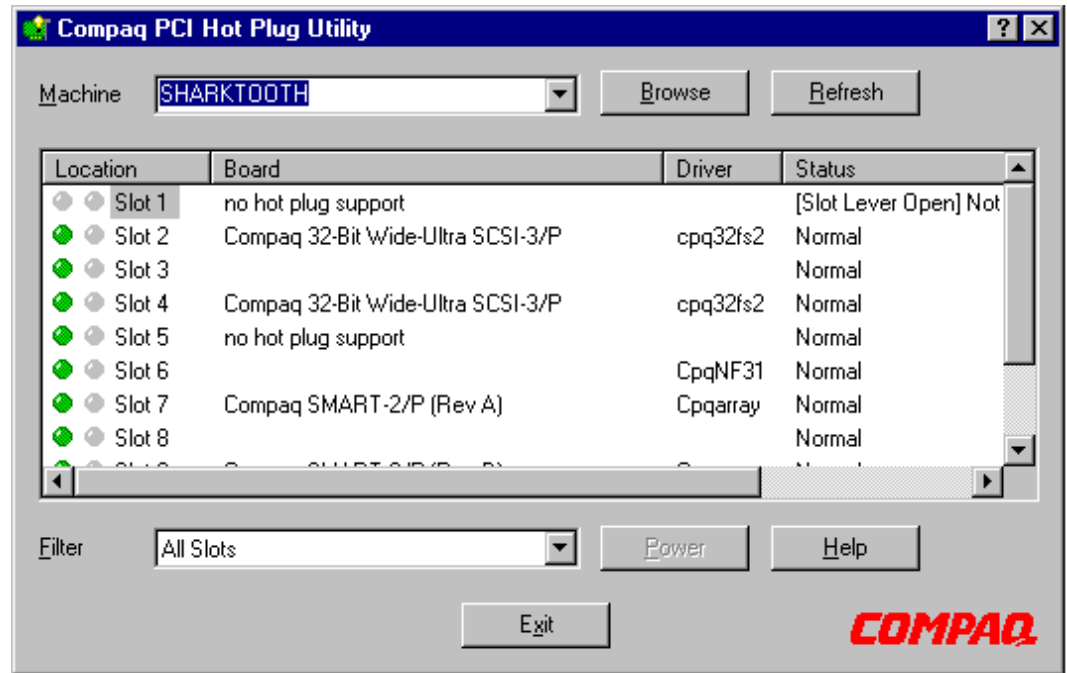 Compaq PCI Hot Plug Utility
Machine SHARKTOOTH Browse Refresh
Location Board Driver Status
Slot 1 no hot plug support [Slot Lever Open] Not
Slot 2 Compaq 32-Bit Wide-Ultra SCSI-3/P cpq32fs2 Normal
Slot 3 Normal
Slot 4 Compaq 32-Bit Wide-Ultra SCSI-3/P cpq32fs2 Normal
Slot 5 no hot plug support Normal
Slot 6 CpqNF31 Normal
Slot 7 Compaq SMART-2/P (Rev A) Cpqarray Normal
Slot 8 Normal
Filter All Slots Power Help
Exit COMPAQ